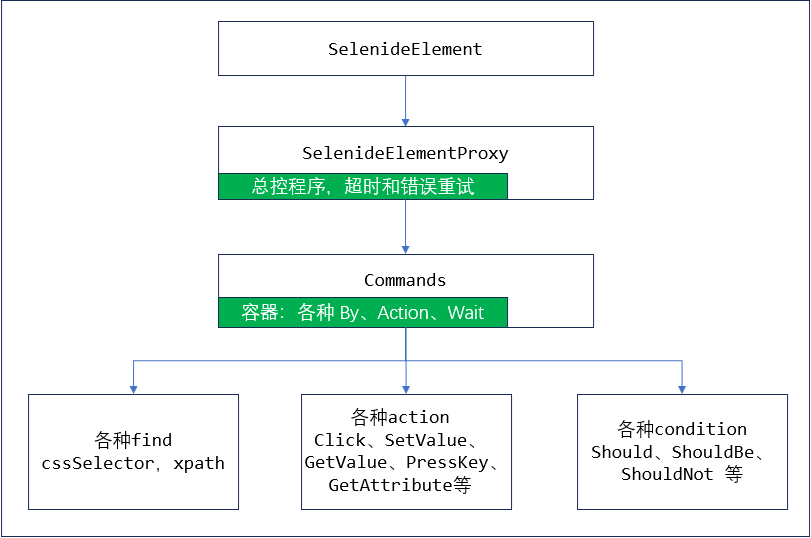 SelenideElement
SelenideElementProxy
总控程序，超时和错误重试
Commands
容器：各种 By、Action、Wait
各种find
cssSelector，xpath
各种action
Click、SetValue、
GetValue、PressKey、
GetAttribute等
各种condition
Should、ShouldBe、
ShouldNot 等